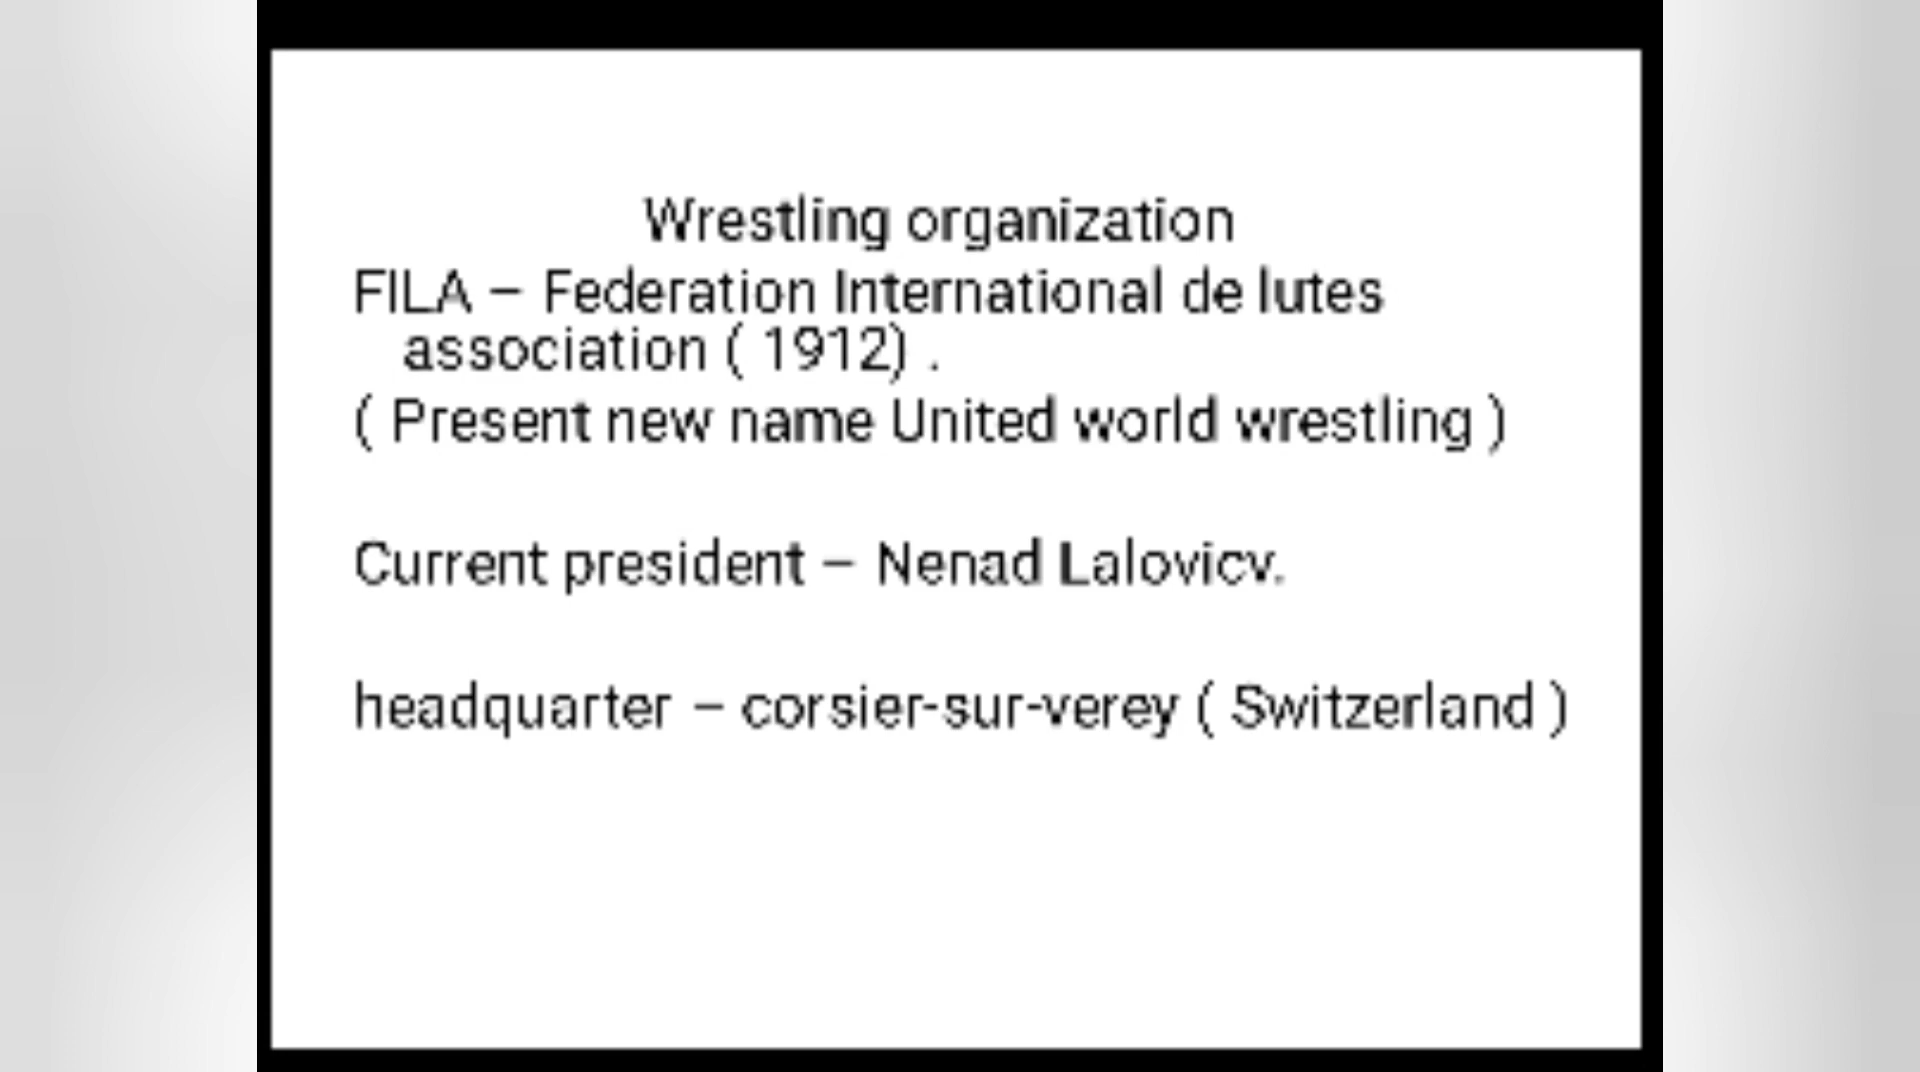 Wrestling organization
FILA – Federation International de lutes
association ( 1912) .
( Present new name United world wrestling )
Current president – Nenad Lalovicv.
headquarter – corsier-sur-verey ( Switzerland )